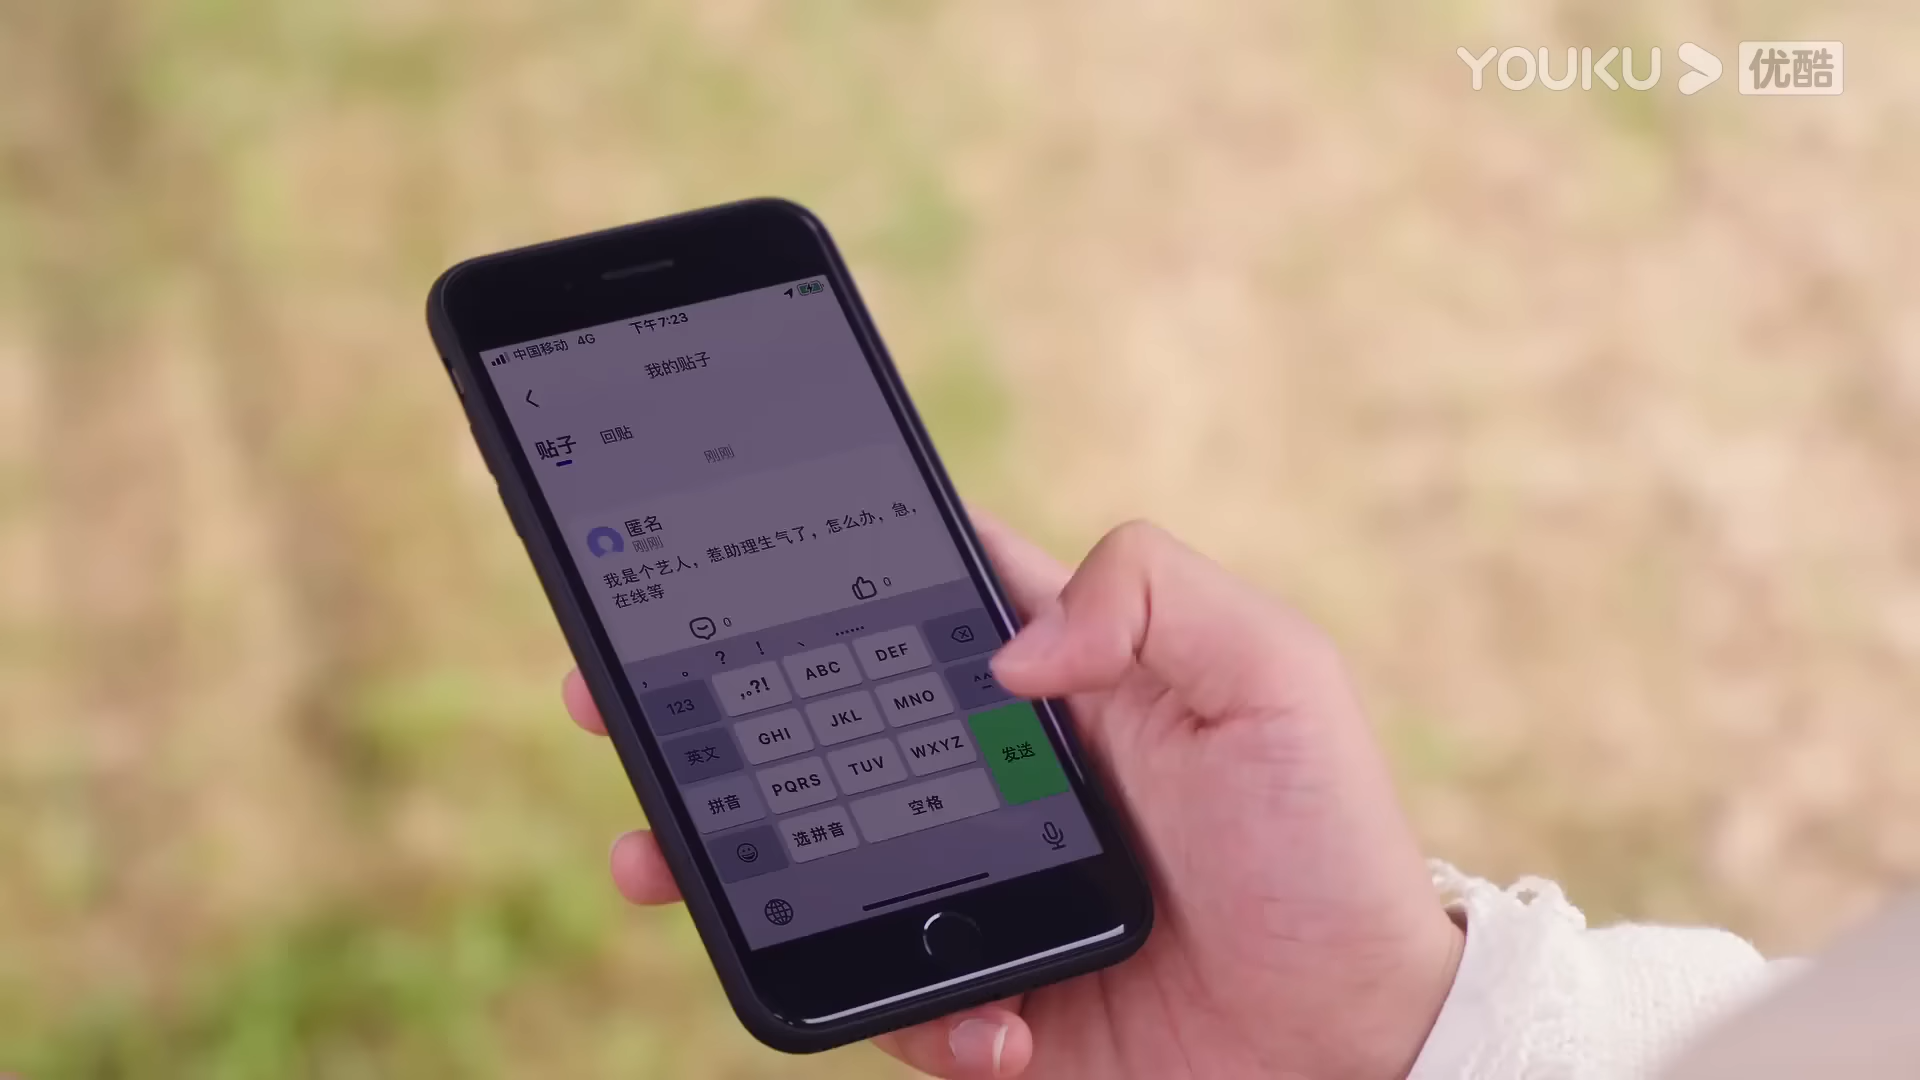 YOUKU 优酷
中国移动 4G 下午7:23
我的贴子
贴子 回贴
刚刚
匿名
刚刚
我是个艺人，惹助理生气了，怎么办，急，
在线等
0 0
， 。 ? ! 、 ……
123 ,。?! ABC DEF
英文 GHI JKL MNO ^^
拼音 PQRS TUV WXYZ 发送
选拼音 空格